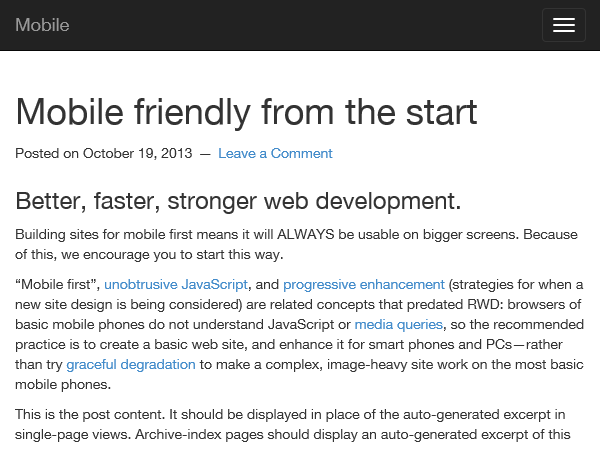 Mobile
Mobile friendly from the start
Posted on October 19, 2013 — Leave a Comment
Better, faster, stronger web development.
Building sites for mobile first means it will ALWAYS be usable on bigger screens. Because
of this, we encourage you to start this way.
“Mobile first”, unobtrusive JavaScript, and progressive enhancement (strategies for when a
new site design is being considered) are related concepts that predated RWD: browsers of
basic mobile phones do not understand JavaScript or media queries, so the recommended
practice is to create a basic web site, and enhance it for smart phones and PCs—rather
than try graceful degradation to make a complex, image-heavy site work on the most basic
mobile phones.
This is the post content. It should be displayed in place of the auto-generated excerpt in
single-page views. Archive-index pages should display an auto-generated excerpt of this